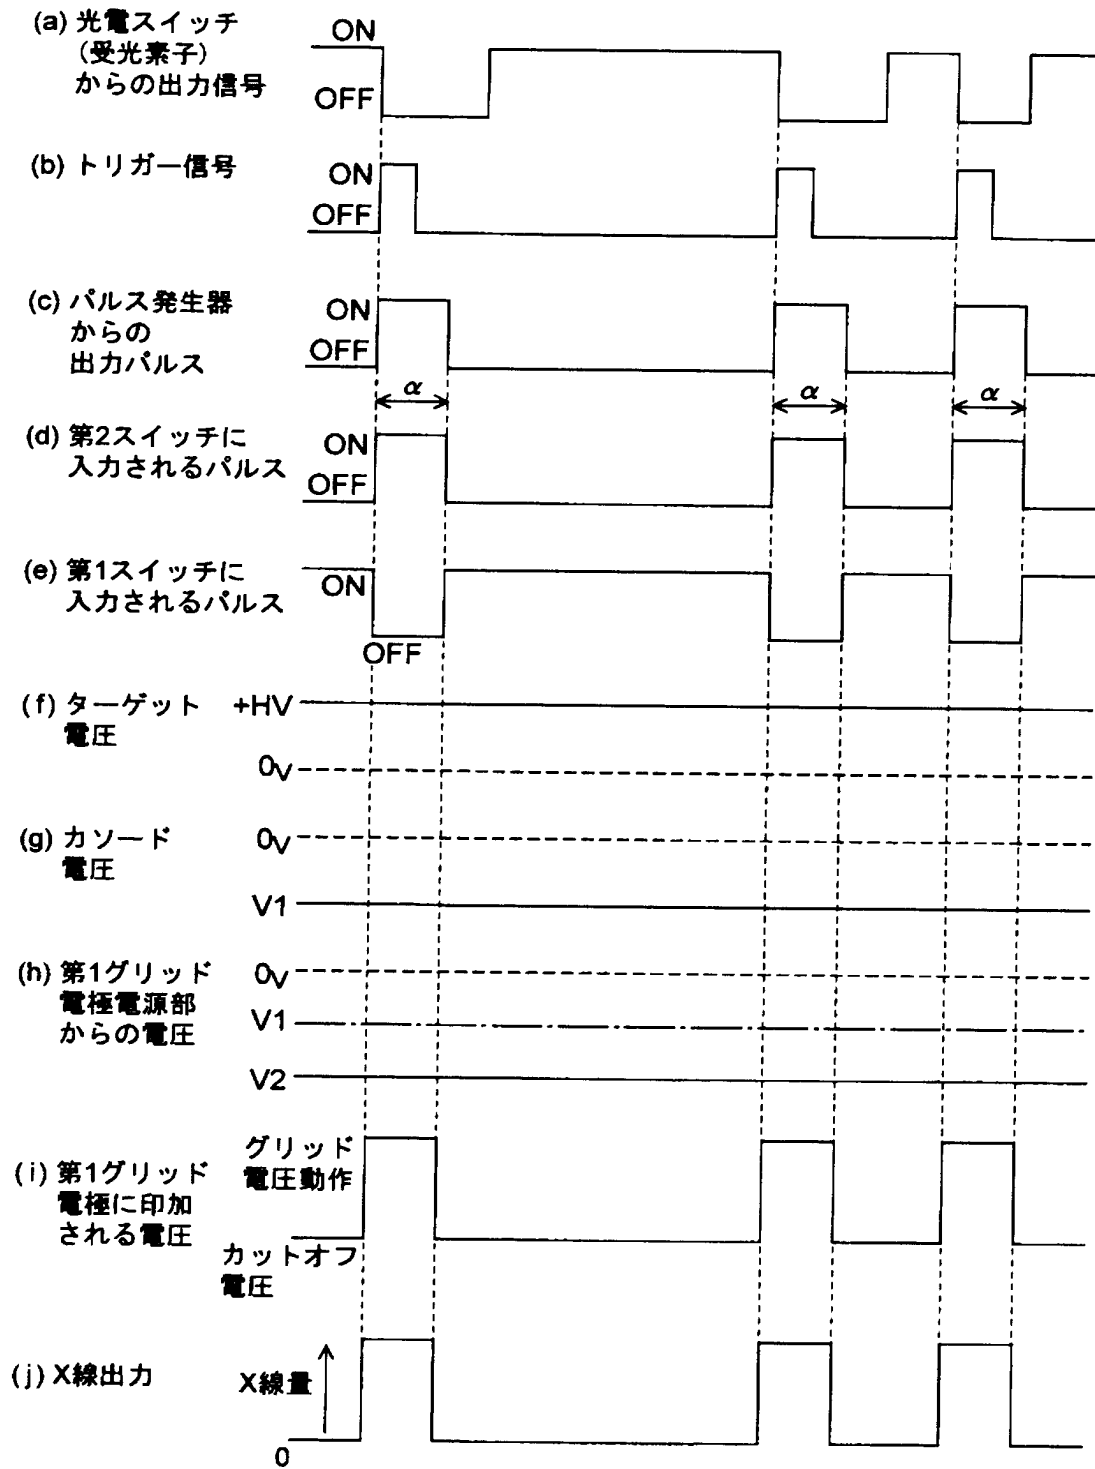 (a) 光電スイッチ
(受光素子)
からの出力信号
ON
OFF
(b) トリガー信号
ON
OFF
(c) パルス発生器
からの
出力パルス
ON
OFF
α
α
α
(d) 第2スイッチに
入力されるパルス
ON
OFF
(e) 第1スイッチに
入力されるパルス
ON
OFF
(f) ターゲット
電圧
+HV
0V
(g) カソード
電圧
0V
V1
(h) 第1グリッド
電極電源部
からの電圧
0V
V1
V2
(i) 第1グリッド
電極に印加
される電圧
グリッド
電圧動作
カットオフ
電圧
(j) X線出力
X線量
0